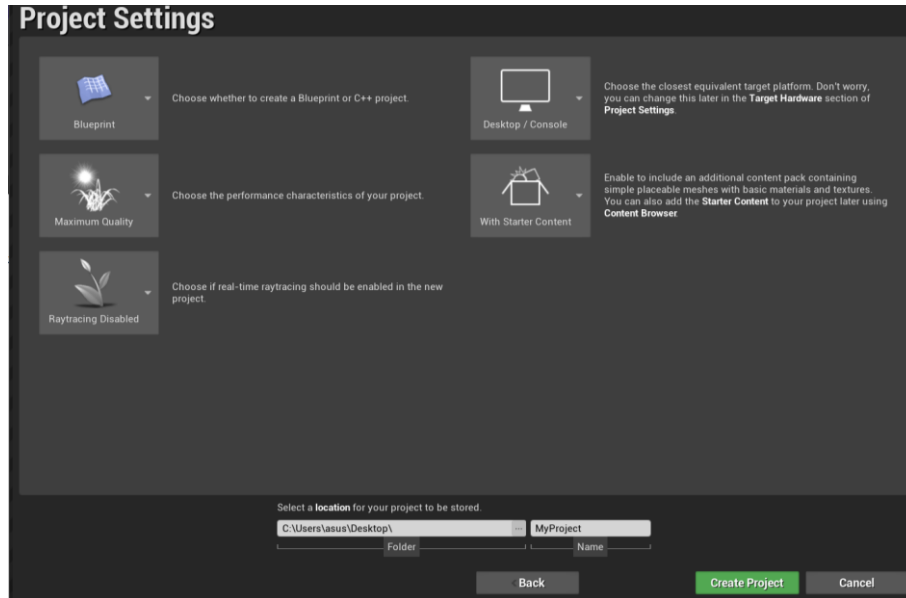 Project Settings
Blueprint
Choose whether to create a Blueprint or C++ project.
Desktop / Console
Choose the closest equivalent target platform. Don't worry,
you can change this later in the Target Hardware section of
Project Settings.
Maximum Quality
Choose the performance characteristics of your project.
With Starter Content
Enable to include an additional content pack containing
simple placeable meshes with basic materials and textures.
You can also add the Starter Content to your project later using
Content Browser.
Raytracing Disabled
Choose if real-time raytracing should be enabled in the new
project.
Select a location for your project to be stored.
C:\Users\asus\Desktop\ ... MyProject
Folder Name
Back Create Project Cancel